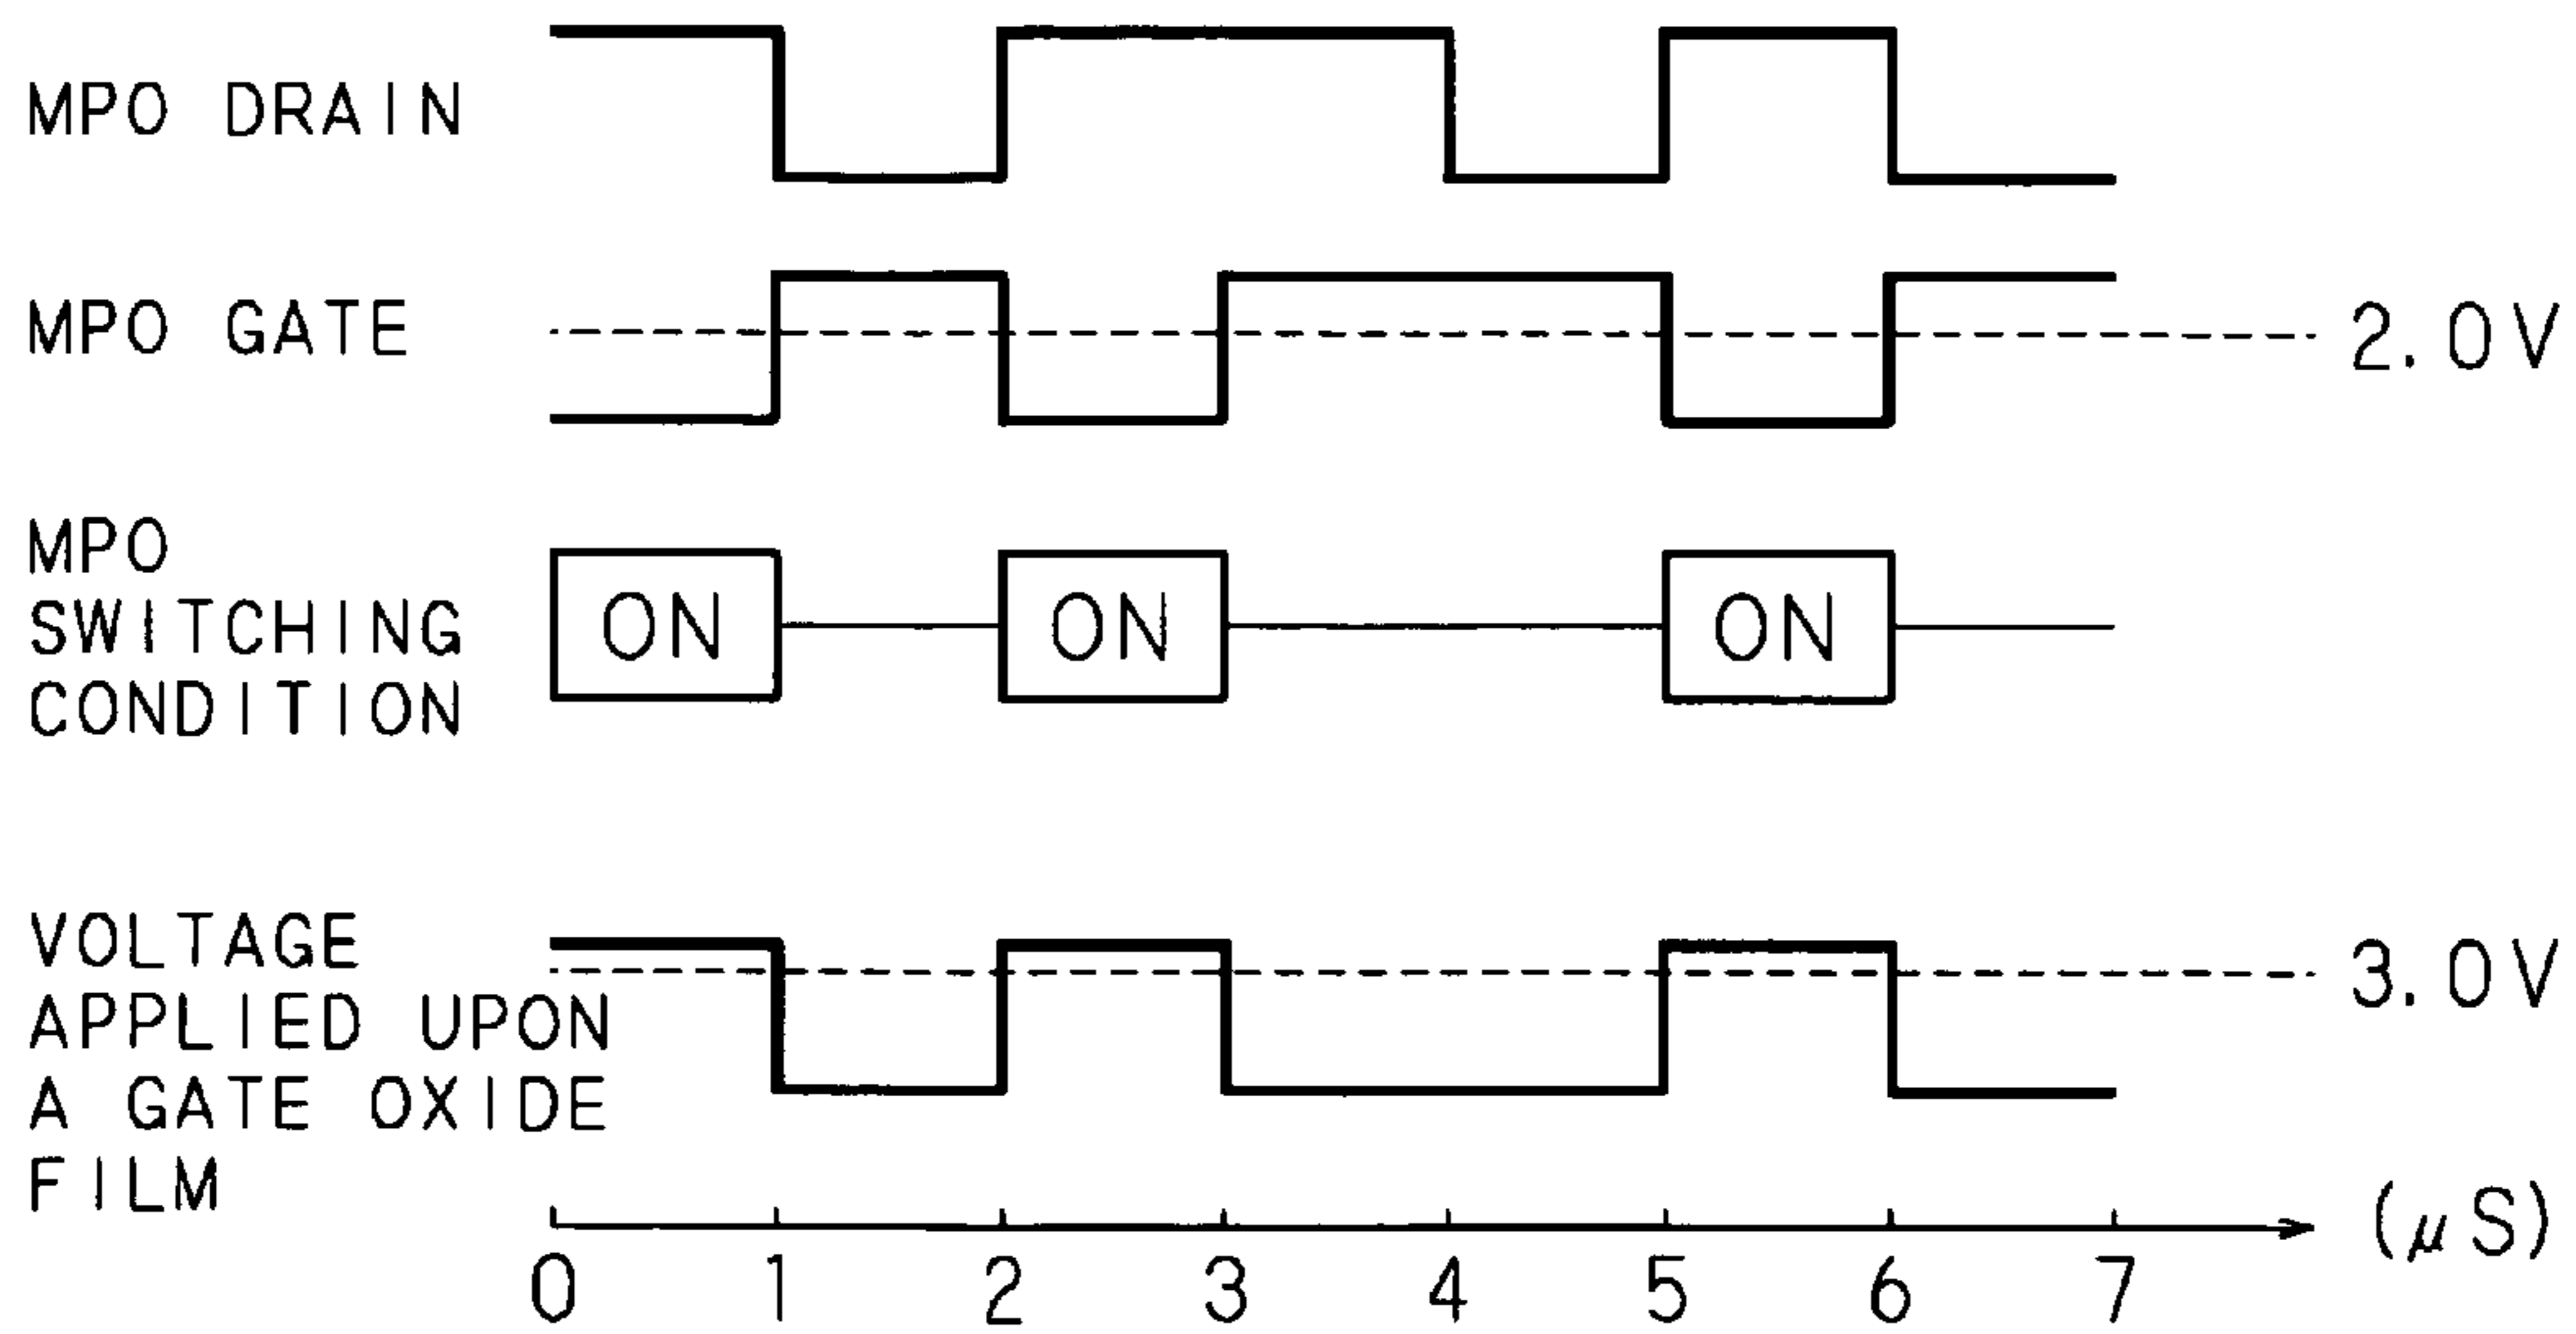 MPO DRAIN
MPO GATE
2.0V
MPO
SWITCHING
CONDITION
ON ON ON
VOLTAGE
APPLIED UPON
A GATE OXIDE
FILM
3.0V
(μS)
0 1 2 3 4 5 6 7